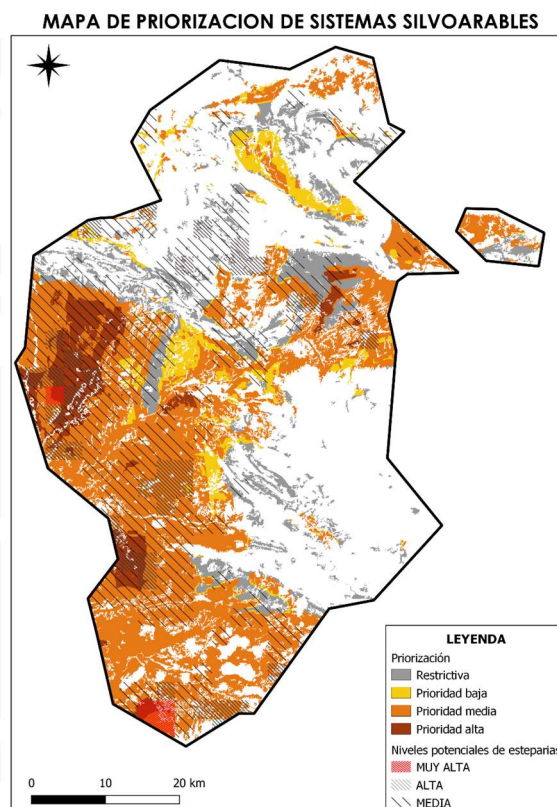 MAPA DE PRIORIZACION DE SISTEMAS SILVOARABLES
LEYENDA
Priorización
Restrictiva
Prioridad baja
Prioridad media
Prioridad alta
Niveles potenciales de esteparias
MUY ALTA
ALTA
MEDIA
0 10 20 km